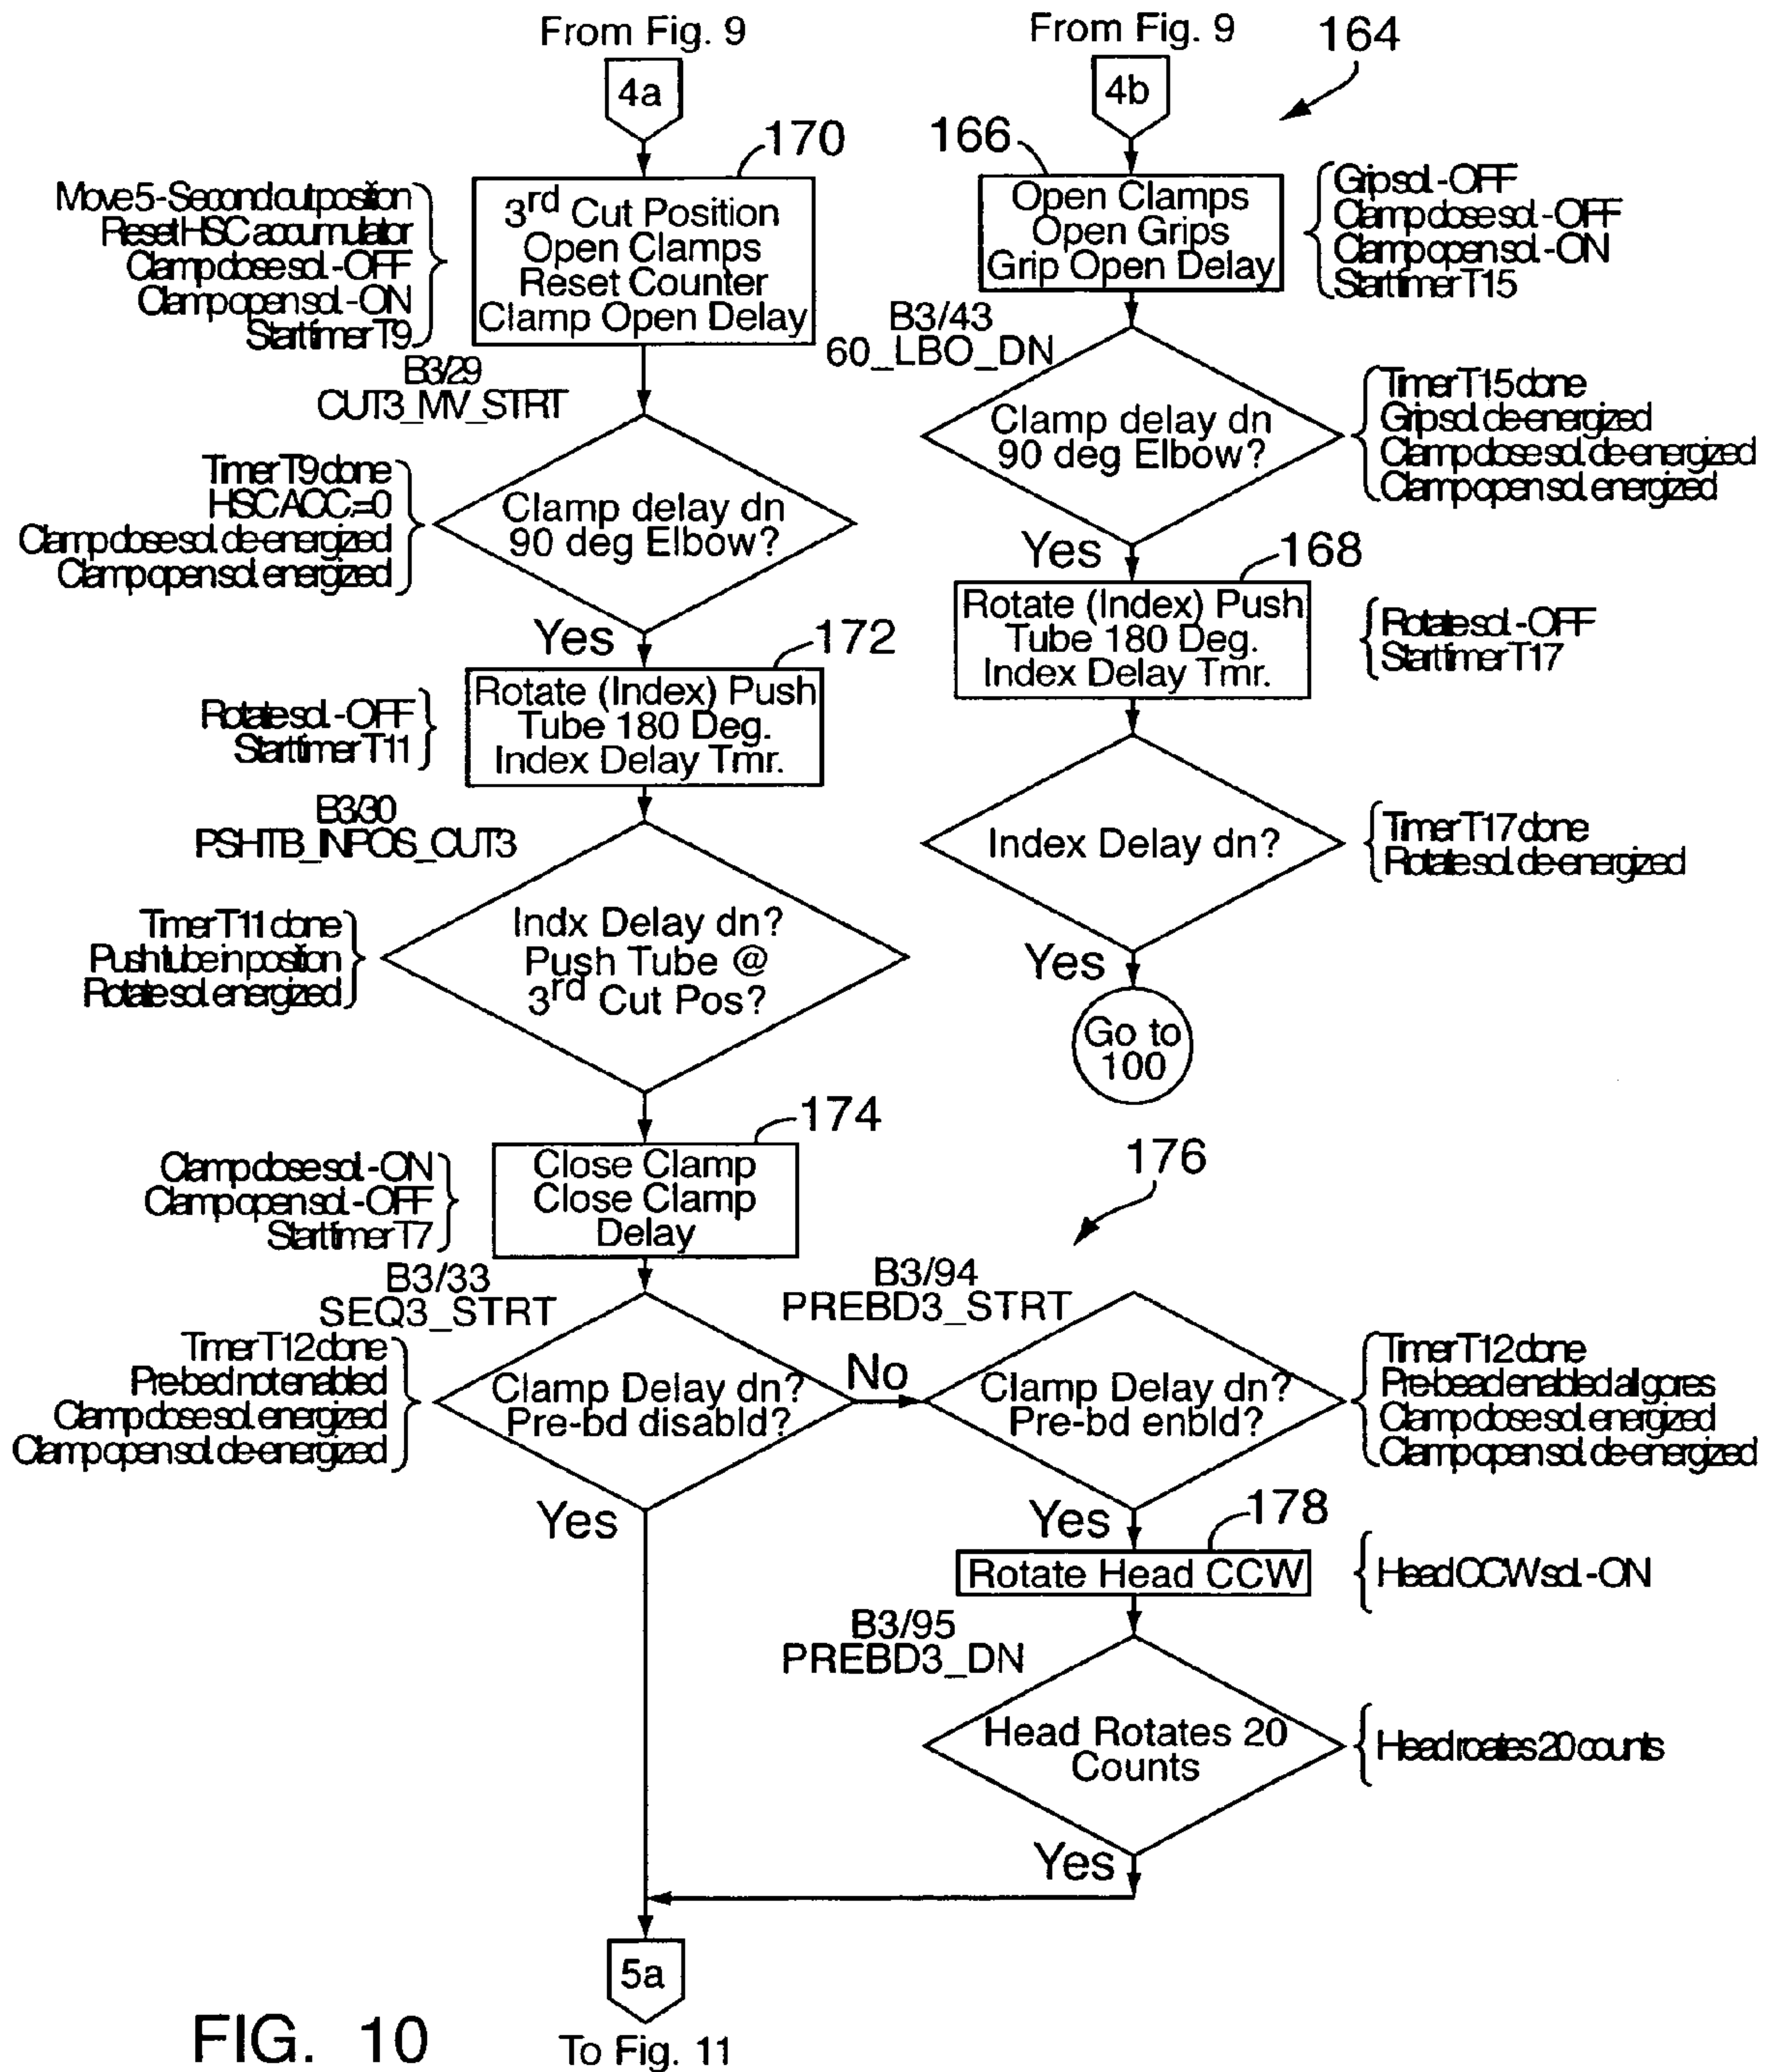 From Fig. 9
4a
170
Move 5 - Second cut position
Reset HSC accumulator
Clamp close sol. - OFF
Clamp open sol. - ON
Start timer T9
3rd Cut Position
Open Clamps
Reset Counter
Clamp Open Delay
B3/29
CUT3_MV_STRT
Timer T9 done
HSC ACC.=0
Clamp close sol. de-energized
Clamp open sol. energized
Clamp delay dn
90 deg Elbow?
Yes
172
Rotate sol. - OFF
Start timer T11
Rotate (Index) Push
Tube 180 Deg.
Index Delay Tmr.
B3/30
PSHTB_INPOS_CUT3
Timer T11 done
Push tube in position
Rotate sol. energized
Indx Delay dn?
Push Tube @
3rd Cut Pos?
174
Clamp close sol. - ON
Clamp open sol. - OFF
Start timer T7
Close Clamp
Close Clamp
Delay
B3/33
SEQ3_STRT
Timer T12 done
Pre-bed not enabled
Clamp close sol. energized
Clamp open sol. de-energized
Clamp Delay dn?
Pre-bd disabld?
No
Yes
From Fig. 9
4b
164
166
Open Clamps
Open Grips
Grip Open Delay
Grip sol. - OFF
Clamp close sol. - OFF
Clamp open sol. - ON
Start timer T15
B3/43
60_LBO_DN
Clamp delay dn
90 deg Elbow?
Timer T15 done
Grip sol. de-energized
Clamp close sol. de-energized
Clamp open sol. energized
Yes
168
Rotate (Index) Push
Tube 180 Deg.
Index Delay Tmr.
Rotate sol. - OFF
Start timer T17
Index Delay dn?
Timer T17 done
Rotate sol. de-energized
Yes
Go to
100
176
B3/94
PREBD3_STRT
Clamp Delay dn?
Pre-bd enbld?
Timer T12 done
Pre-bead enabled all gores
Clamp close sol. energized
Clamp open sol. de-energized
Yes
178
Rotate Head CCW
Head CCW sol. - ON
B3/95
PREBD3_DN
Head Rotates 20
Counts
Head roates 20 counts
Yes
5a
To Fig. 11
FIG. 10